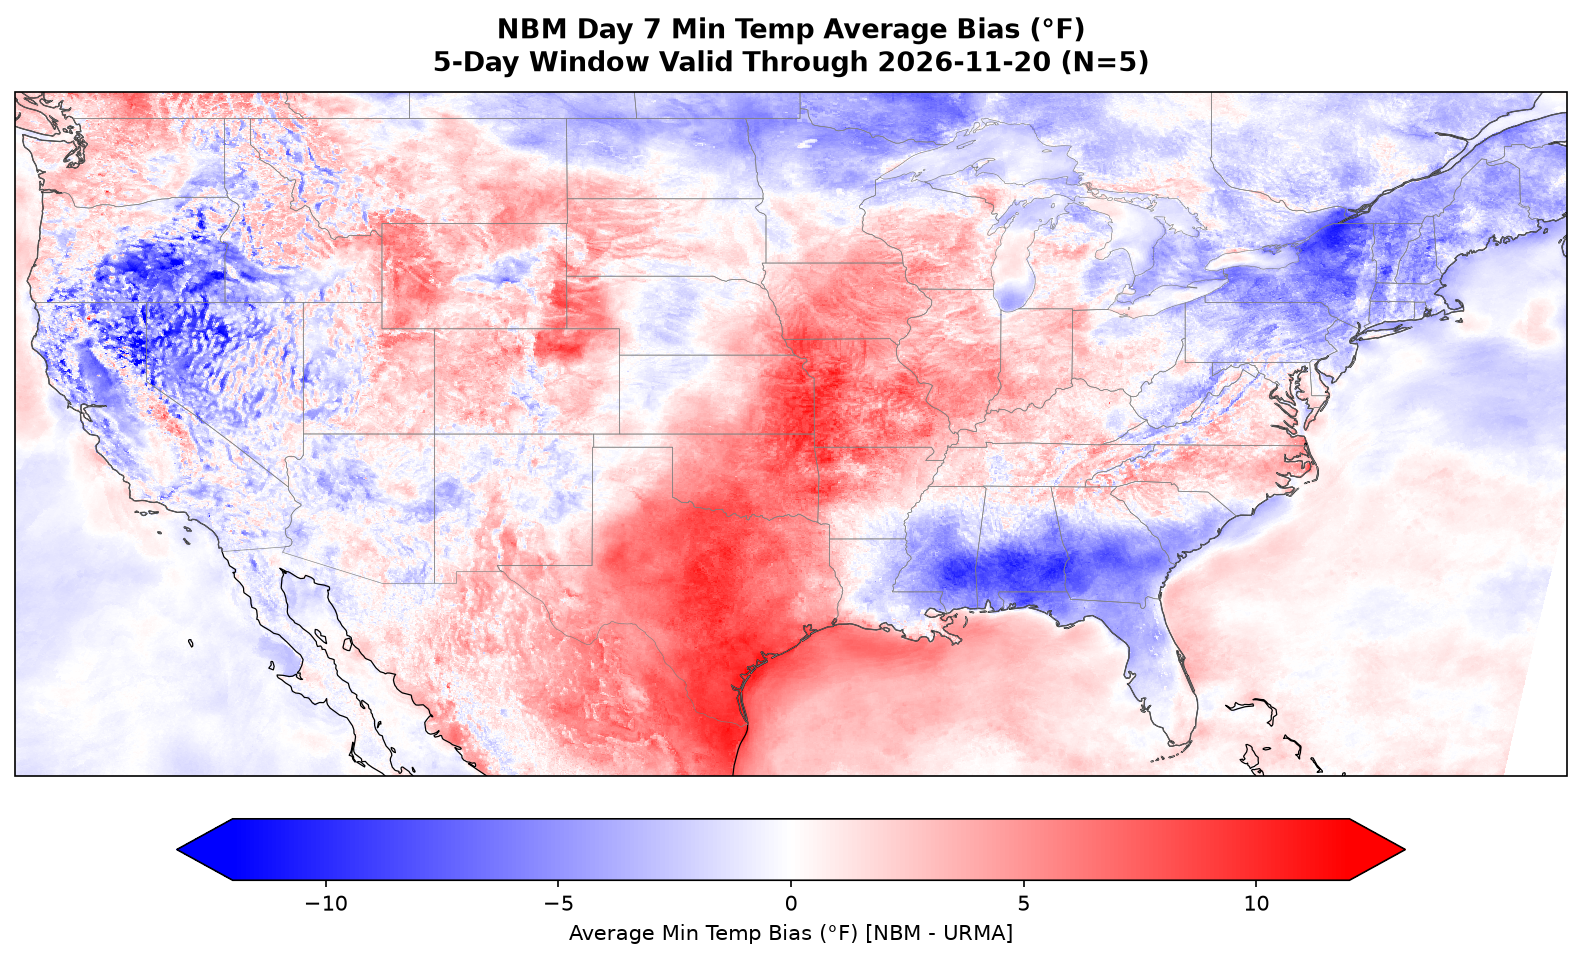 NBM Day 7 Min Temp Average Bias (°F)
5-Day Window Valid Through 2026-11-20 (N=5)
−10
−5
0
5
10
Average Min Temp Bias (°F) [NBM - URMA]